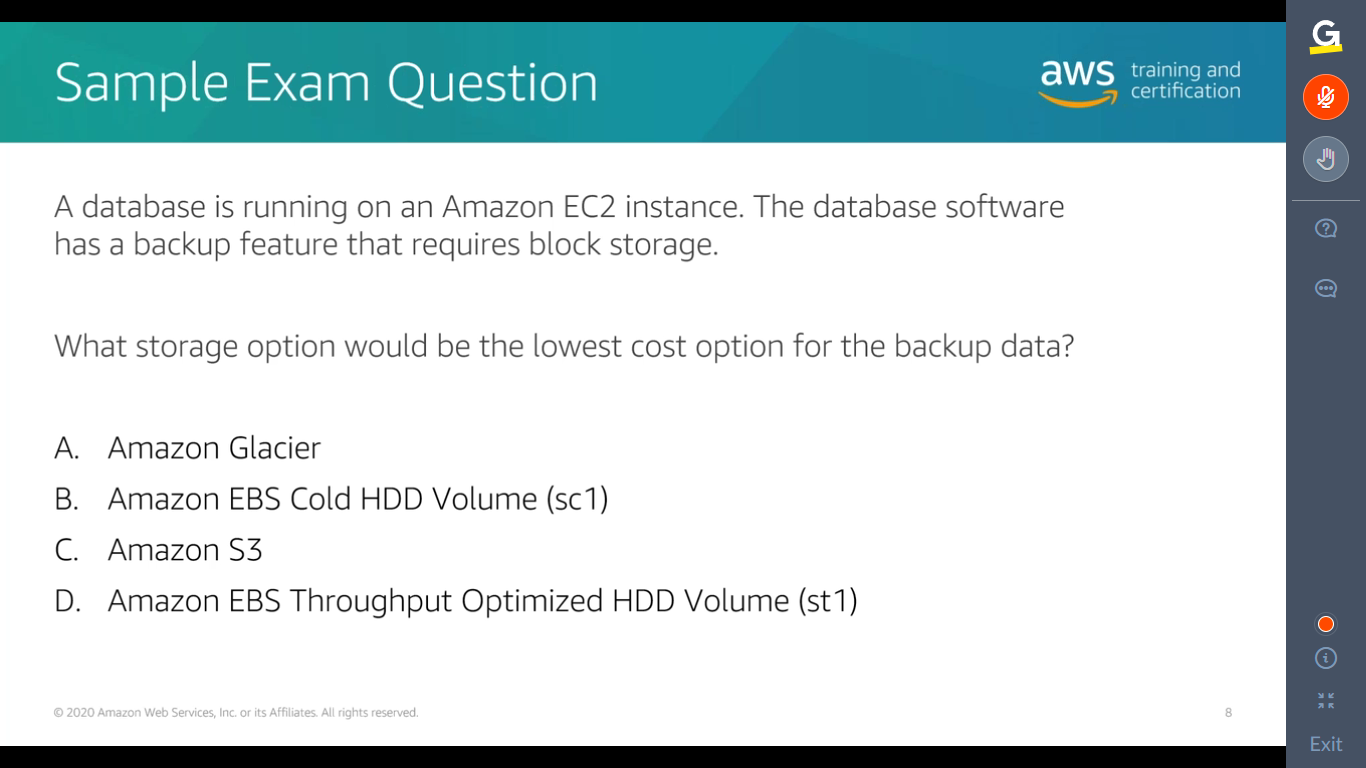 Sample Exam Question
aws training and
certification
A database is running on an Amazon EC2 instance. The database software
has a backup feature that requires block storage.
What storage option would be the lowest cost option for the backup data?
A. Amazon Glacier
B. Amazon EBS Cold HDD Volume (sc1)
C. Amazon S3
D. Amazon EBS Throughput Optimized HDD Volume (st1)
© 2020 Amazon Web Services, Inc. or its Affiliates. All rights reserved.
8
G
?
i
Exit